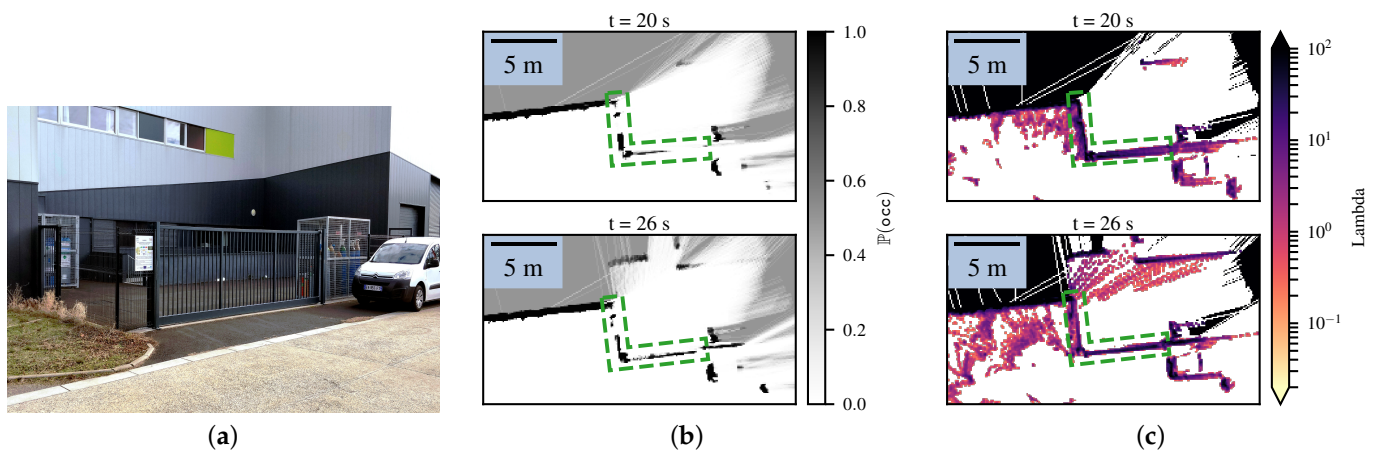 t = 20 s
5 m
t = 26 s
5 m
1.0
0.8
0.6
0.4
0.2
0.0
ℙ(occ)
t = 20 s
5 m
t = 26 s
5 m
10²
10¹
10⁰
10⁻¹
Lambda
(a)
(b)
(c)